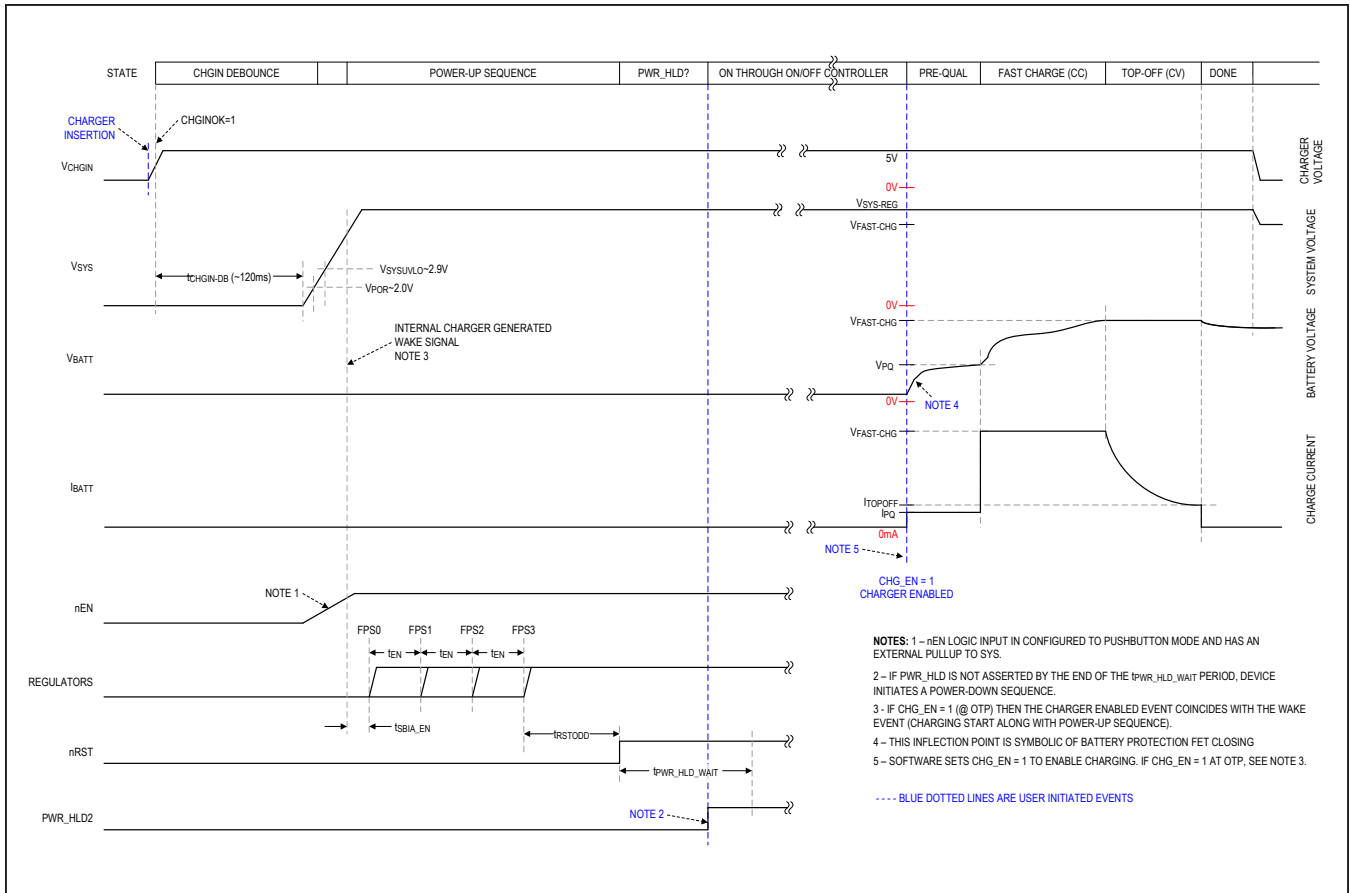 STATE
CHGIN DEBOUNCE
POWER-UP SEQUENCE
PWR_HLD?
ON THROUGH ON/OFF CONTROLLER
PRE-QUAL
FAST CHARGE (CC)
TOP-OFF (CV)
DONE
CHARGER
INSERTION
CHGINOK=1
VCHGIN
5V
0V
CHARGER
VOLTAGE
VSYS-REG
VFAST-CHG
VSYS
tCHGIN-DB (~120ms)
VSYSUVLO~2.9V
VPOR~2.0V
0V
SYSTEM VOLTAGE
INTERNAL CHARGER GENERATED
WAKE SIGNAL
NOTE 3
VFAST-CHG
VBATT
VPQ
0V
NOTE 4
BATTERY VOLTAGE
VFAST-CHG
IBATT
ITOPOFF
IPQ
0mA
CHARGE CURRENT
NOTE 5
CHG_EN = 1
CHARGER ENABLED
NOTE 1
nEN
FPS0
FPS1
FPS2
FPS3
tEN
tEN
tEN
REGULATORS
tSBIA_EN
tRSTODD
nRST
tPWR_HLD_WAIT
NOTE 2
PWR_HLD2
NOTES: 1 – nEN LOGIC INPUT IN CONFIGURED TO PUSHBUTTON MODE AND HAS AN
EXTERNAL PULLUP TO SYS.
2 – IF PWR_HLD IS NOT ASSERTED BY THE END OF THE tPWR_HLD_WAIT PERIOD, DEVICE
INITIATES A POWER-DOWN SEQUENCE.
3 - IF CHG_EN = 1 (@ OTP) THEN THE CHARGER ENABLED EVENT COINCIDES WITH THE WAKE
EVENT (CHARGING START ALONG WITH POWER-UP SEQUENCE).
4 – THIS INFLECTION POINT IS SYMBOLIC OF BATTERY PROTECTION FET CLOSING
5 – SOFTWARE SETS CHG_EN = 1 TO ENABLE CHARGING. IF CHG_EN = 1 AT OTP, SEE NOTE 3.
- - - - BLUE DOTTED LINES ARE USER INITIATED EVENTS